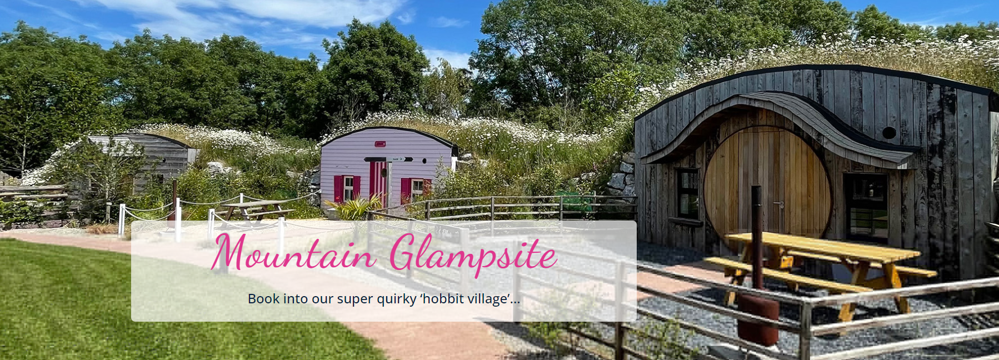 Mountain Glampsite
Book into our super quirky ‘hobbit village’...